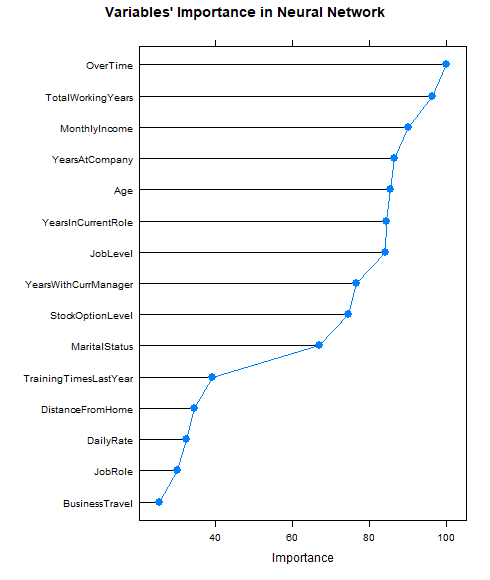 Variables' Importance in Neural Network
OverTime
TotalWorkingYears
MonthlyIncome
YearsAtCompany
Age
YearsInCurrentRole
JobLevel
YearsWithCurrManager
StockOptionLevel
MaritalStatus
TrainingTimesLastYear
DistanceFromHome
DailyRate
JobRole
BusinessTravel
40 60 80 100
Importance